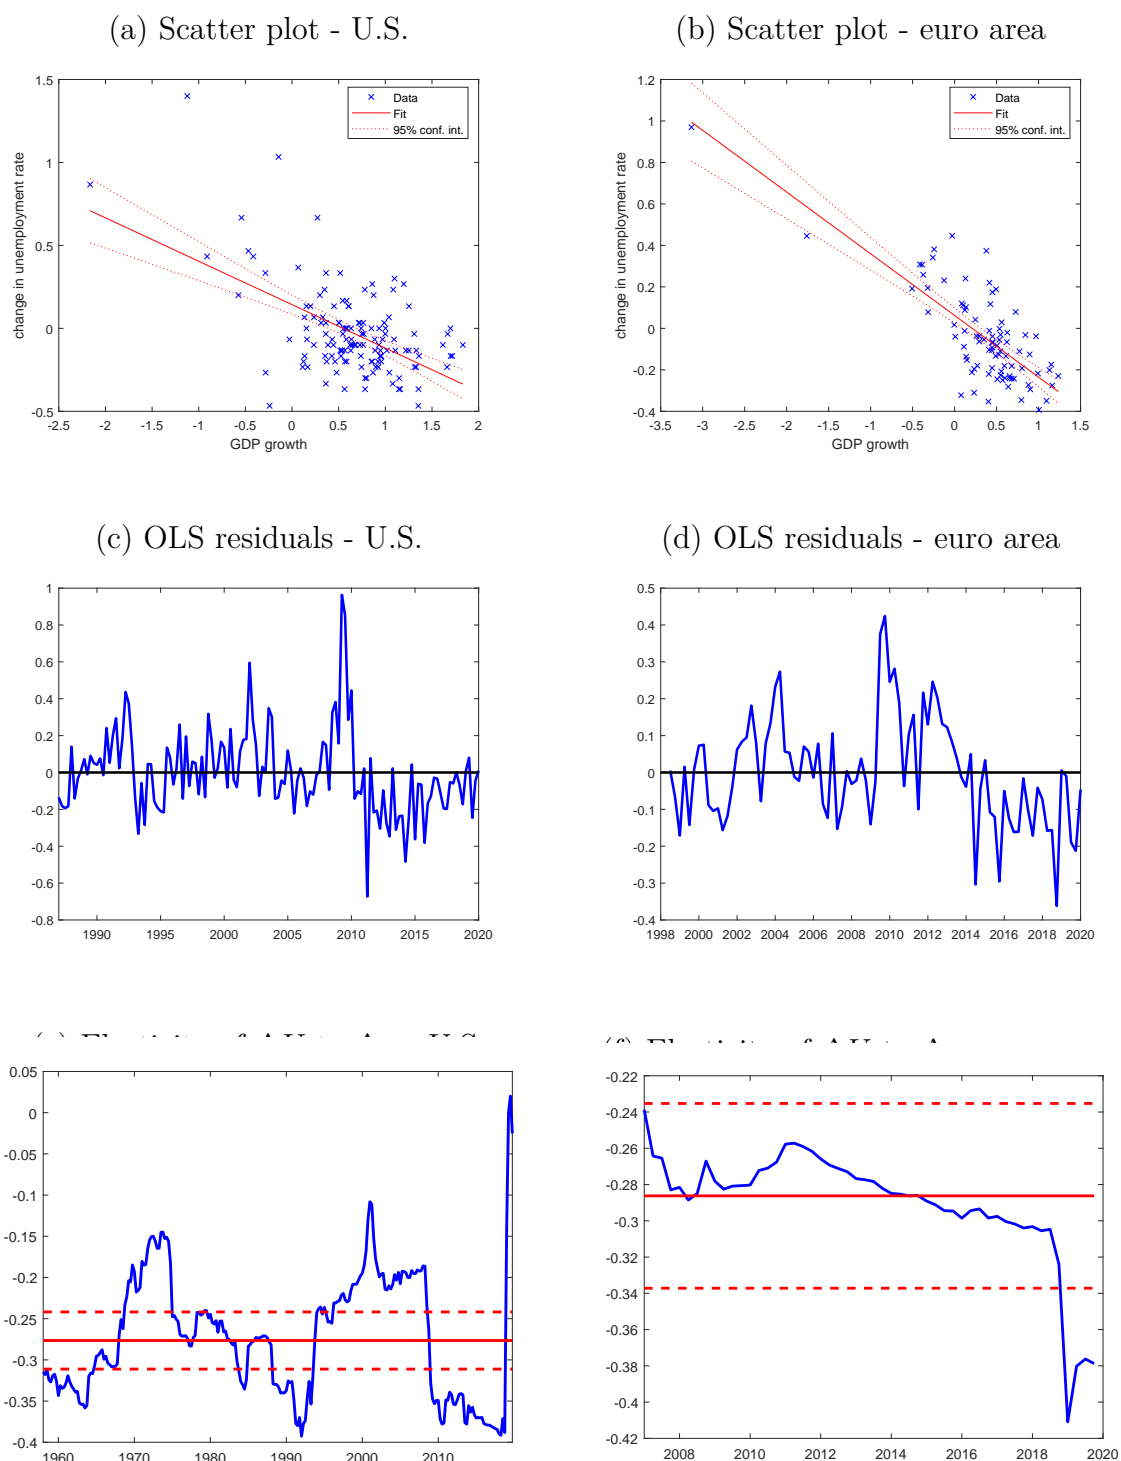 (a) Scatter plot - U.S.
(b) Scatter plot - euro area
1.5
1
0.5
0
-0.5
change in unemployment rate
-2.5 -2 -1.5 -1 -0.5 0 0.5 1 1.5 2
GDP growth
Data
Fit
95% conf. int.
1.2
1
0.8
0.6
0.4
0.2
0
-0.2
-0.4
change in unemployment rate
-3.5 -3 -2.5 -2 -1.5 -1 -0.5 0 0.5 1 1.5
GDP growth
Data
Fit
95% conf. int.
(c) OLS residuals - U.S.
(d) OLS residuals - euro area
1
0.8
0.6
0.4
0.2
0
-0.2
-0.4
-0.6
-0.8
1990 1995 2000 2005 2010 2015 2020
0.5
0.4
0.3
0.2
0.1
0
-0.1
-0.2
-0.3
-0.4
1998 2000 2002 2004 2006 2008 2010 2012 2014 2016 2018 2020
0.05
0
-0.05
-0.1
-0.15
-0.2
-0.25
-0.3
-0.35
-0.4
1960 1970 1980 1990 2000 2010
-0.22
-0.24
-0.26
-0.28
-0.3
-0.32
-0.34
-0.36
-0.38
-0.4
-0.42
2008 2010 2012 2014 2016 2018 2020